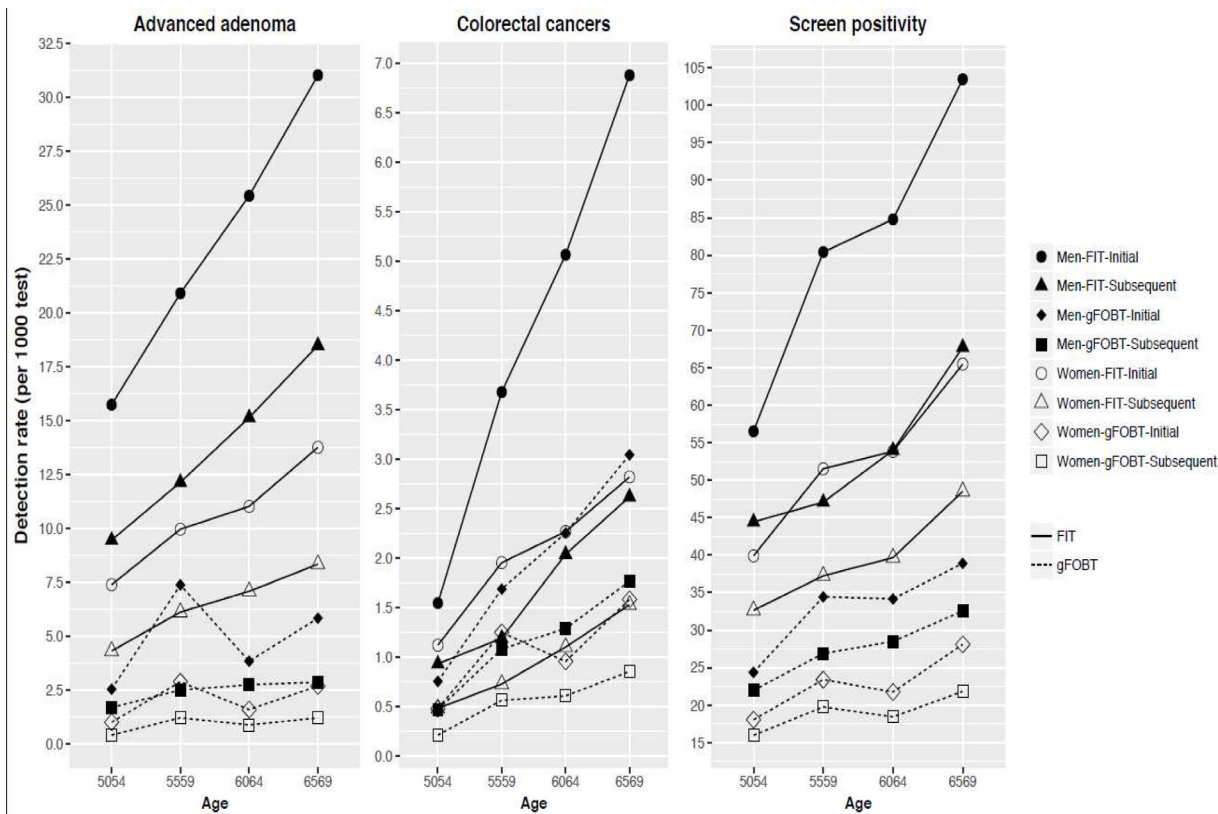 Advanced adenoma
Colorectal cancers
Screen positivity
Detection rate (per 1000 test)
32.5
30.0
27.5
25.0
22.5
20.0
17.5
15.0
12.5
10.0
7.5
5.0
2.5
0.0
5054 5559 6064 6569
Age
7.0
6.5
6.0
5.5
5.0
4.5
4.0
3.5
3.0
2.5
2.0
1.5
1.0
0.5
0.0
5054 5559 6064 6569
Age
105
100
95
90
85
80
75
70
65
60
55
50
45
40
35
30
25
20
15
5054 5559 6064 6569
Age
Men-FIT-Initial
Men-FIT-Subsequent
Men-gFOBT-Initial
Men-gFOBT-Subsequent
Women-FIT-Initial
Women-FIT-Subsequent
Women-gFOBT-Initial
Women-gFOBT-Subsequent
FIT
gFOBT